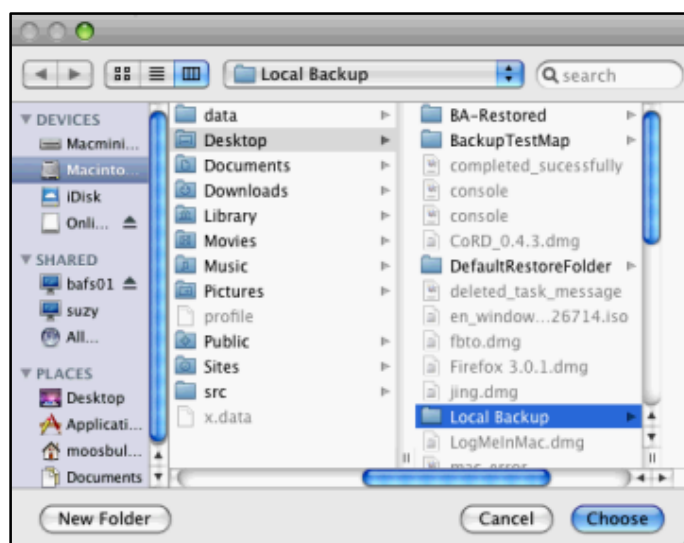 Local Backup
search
DEVICES
Macmini...
Macinto...
iDisk
Onli...
SHARED
bafs01
suzy
All...
PLACES
Desktop
Applicati...
moosbul...
Documents
data
Desktop
Documents
Downloads
Library
Movies
Music
Pictures
profile
Public
Sites
src
x.data
BA-Restored
BackupTestMap
completed_sucessfully
console
console
CoRD_0.4.3.dmg
DefaultRestoreFolder
deleted_task_message
en_window...26714.iso
fbto.dmg
Firefox 3.0.1.dmg
jing.dmg
Local Backup
LogMeInMac.dmg
mac_error
New Folder
Cancel
Choose